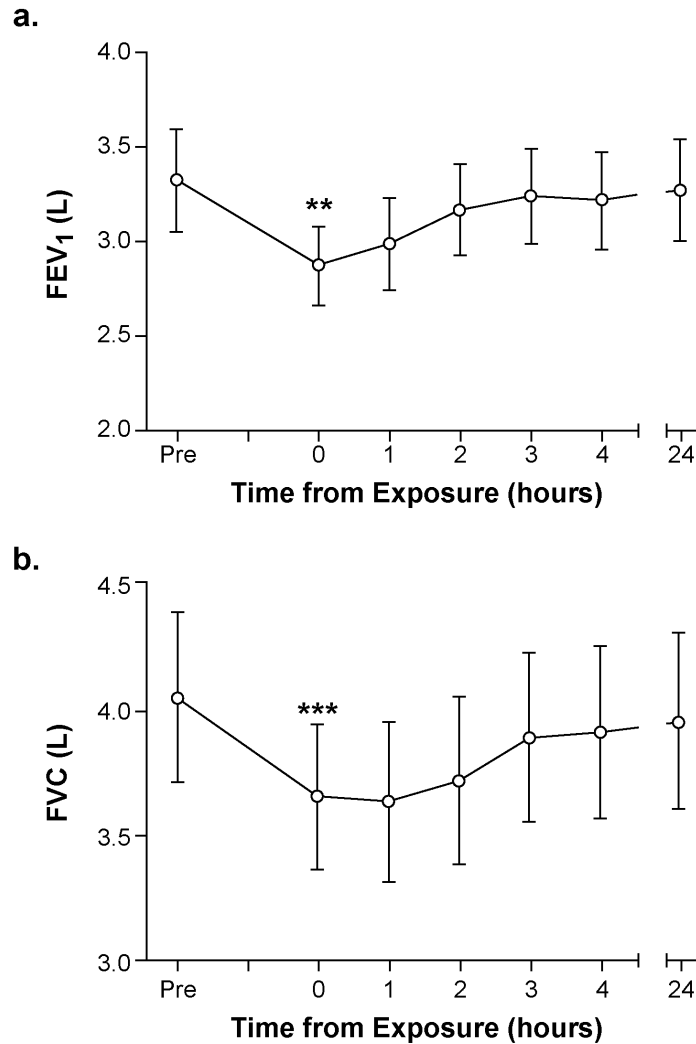 a.
4.0
3.5
3.0
2.5
2.0
FEV1 (L)
**
Pre 0 1 2 3 4 24
Time from Exposure (hours)
b.
4.5
4.0
3.5
3.0
FVC (L)
***
Pre 0 1 2 3 4 24
Time from Exposure (hours)